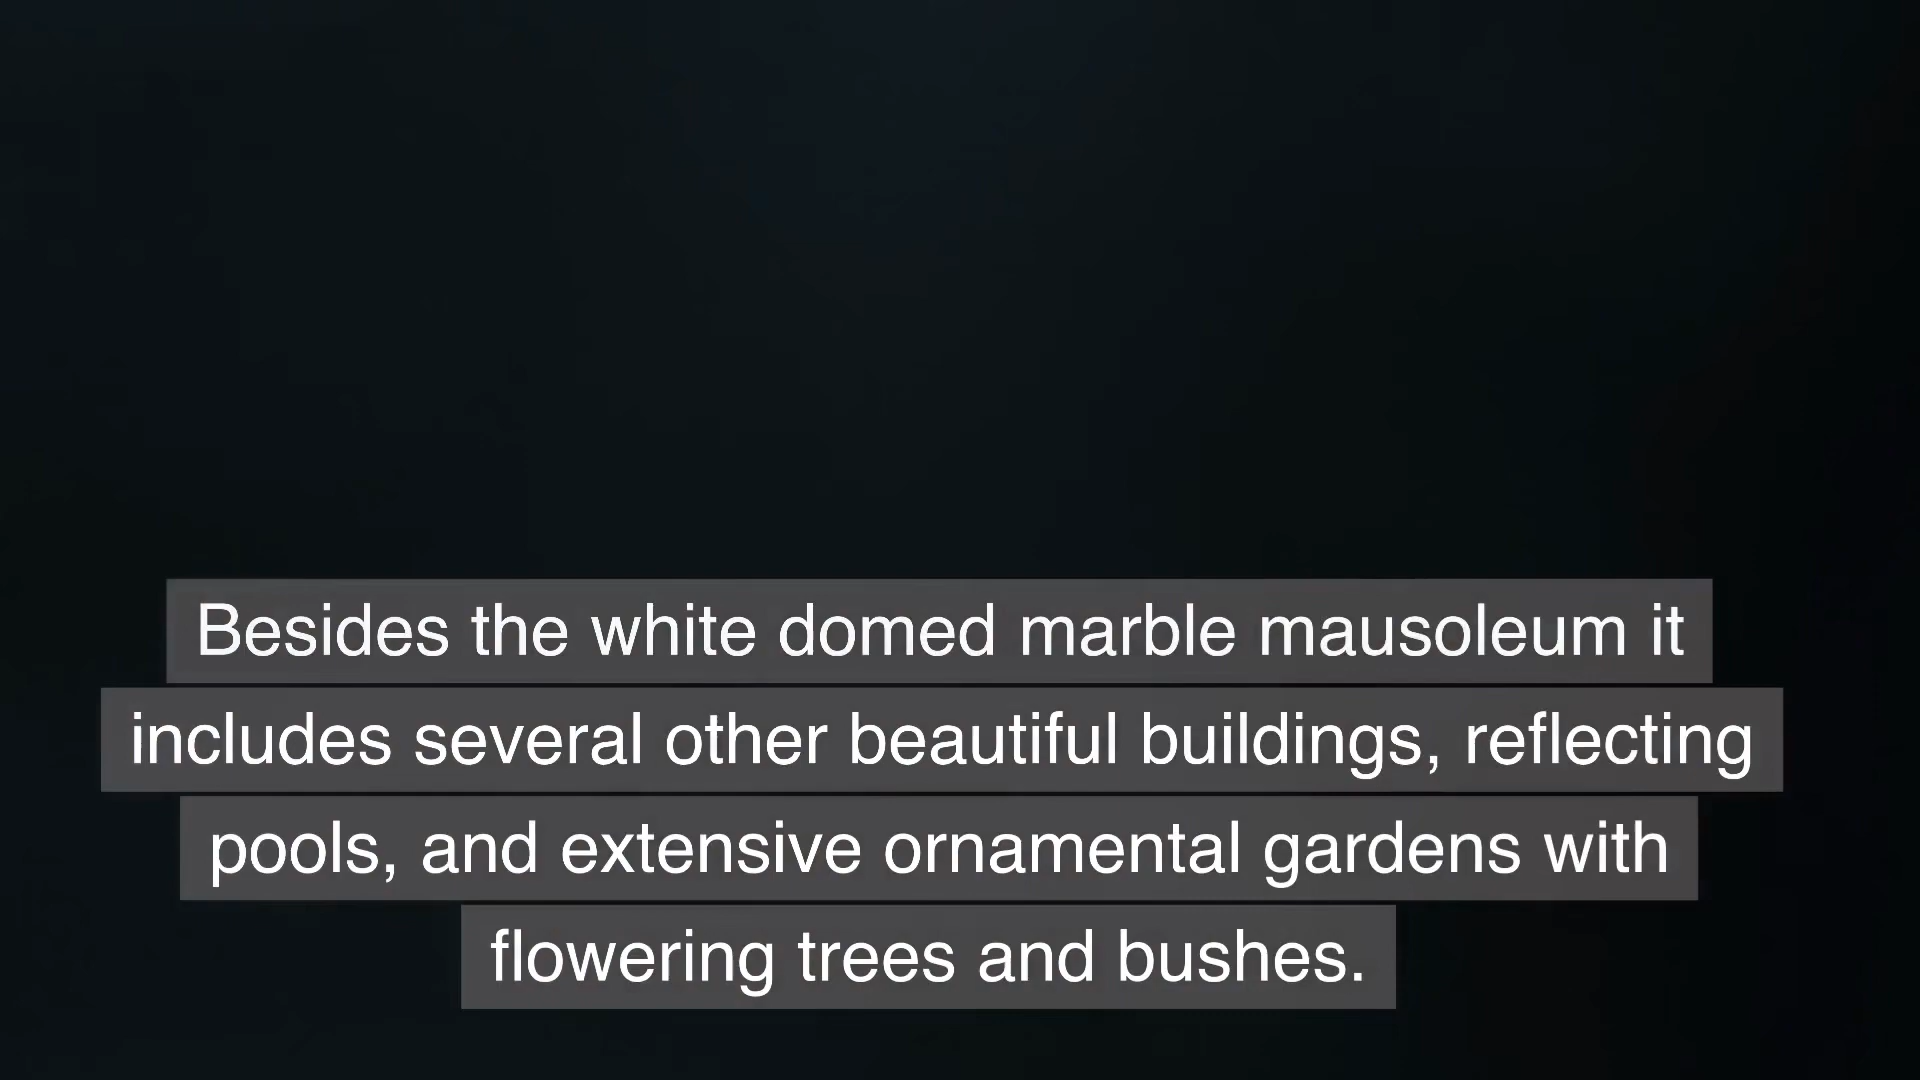 Besides the white domed marble mausoleum it
includes several other beautiful buildings, reflecting
pools, and extensive ornamental gardens with
flowering trees and bushes.